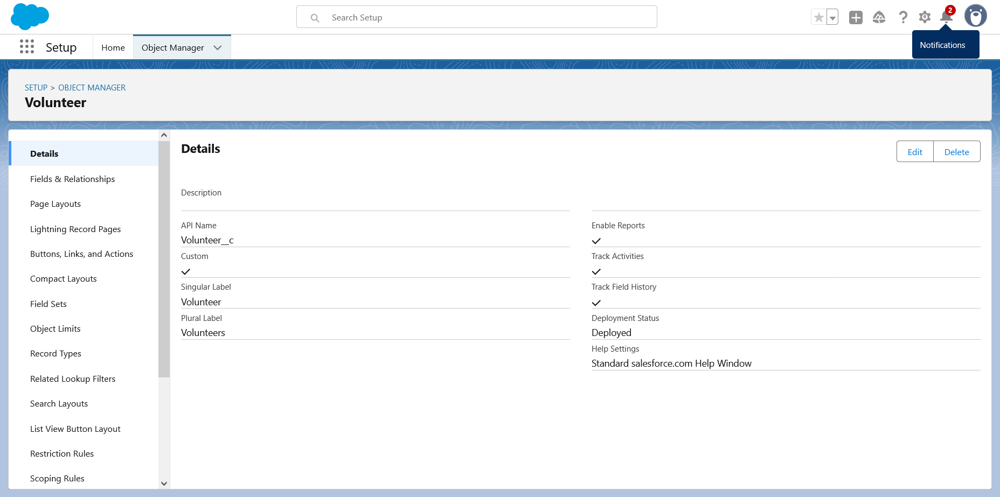 Search Setup
2
Setup
Home
Object Manager
Notifications
SETUP > OBJECT MANAGER
Volunteer
Details
Fields & Relationships
Page Layouts
Lightning Record Pages
Buttons, Links, and Actions
Compact Layouts
Field Sets
Object Limits
Record Types
Related Lookup Filters
Search Layouts
List View Button Layout
Restriction Rules
Scoping Rules
Details
Edit
Delete
Description
API Name
Volunteer__c
Custom
Singular Label
Volunteer
Plural Label
Volunteers
Enable Reports
Track Activities
Track Field History
Deployment Status
Deployed
Help Settings
Standard salesforce.com Help Window